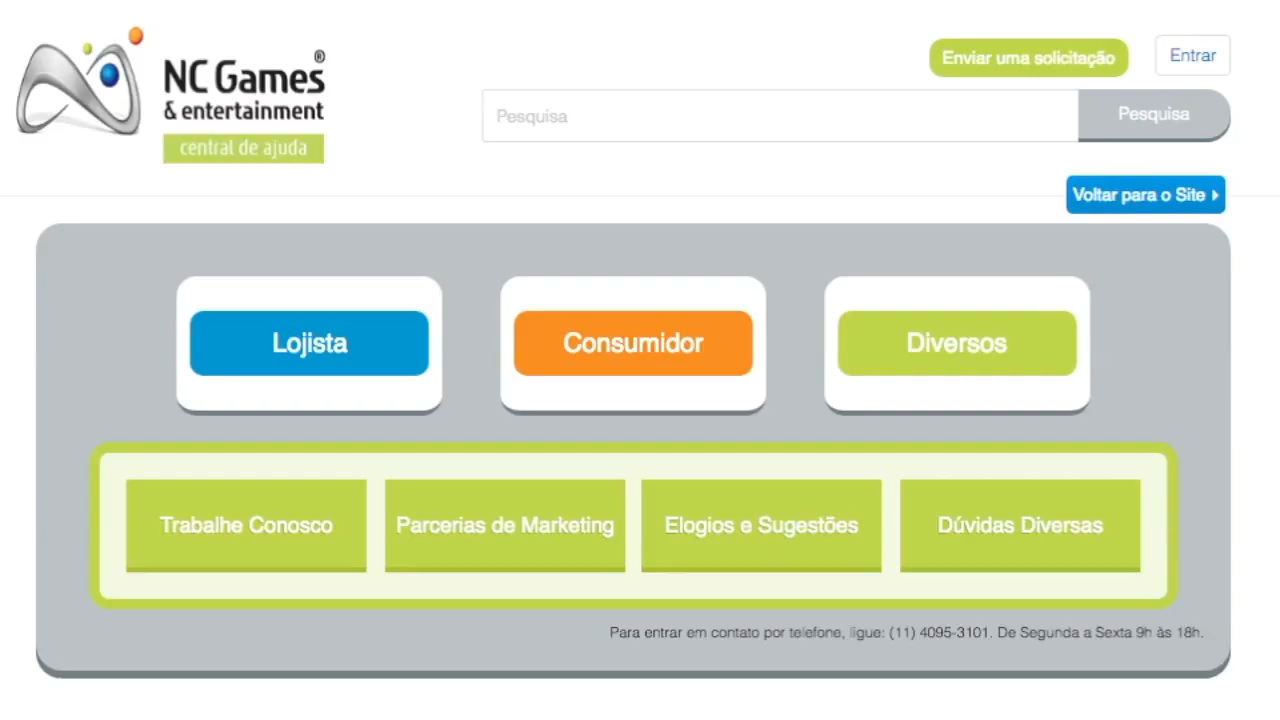 NC Games®
& entertainment
central de ajuda
Enviar uma solicitação
Entrar
Pesquisa
Pesquisa
Voltar para o Site
Lojista
Consumidor
Diversos
Trabalhe Conosco
Parcerias de Marketing
Elogios e Sugestões
Dúvidas Diversas
Para entrar em contato por telefone, ligue: (11) 4095-3101. De Segunda a Sexta 9h às 18h.